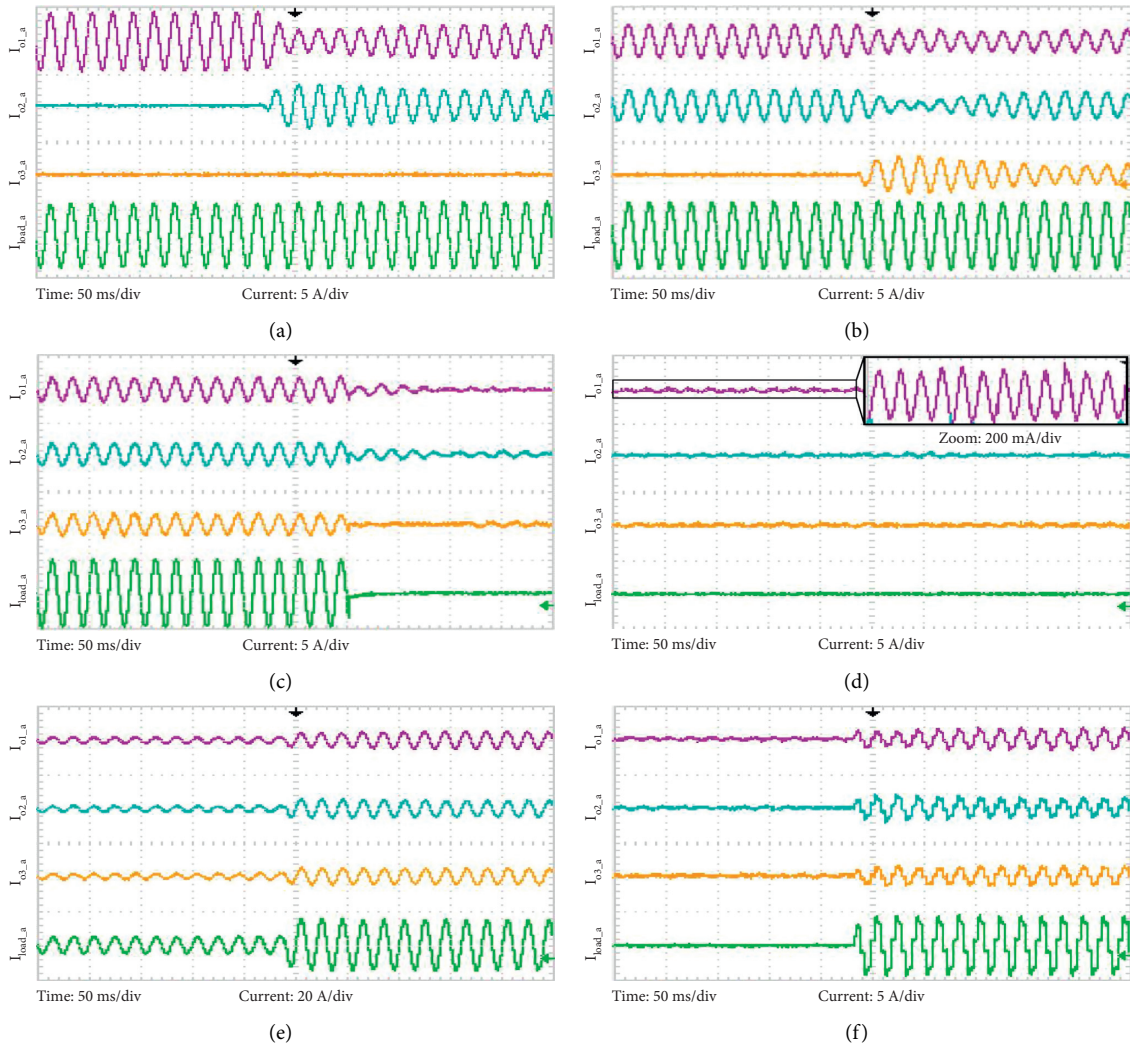 I_o1_a
I_o2_a
I_o3_a
I_load_a
Time: 50 ms/div Current: 5 A/div
(a)
I_o1_a
I_o2_a
I_o3_a
I_load_a
Time: 50 ms/div Current: 5 A/div
(b)
I_o1_a
I_o2_a
I_o3_a
I_load_a
Time: 50 ms/div Current: 5 A/div
(c)
I_o1_a
I_o2_a
I_o3_a
I_load_a
Zoom: 200 mA/div
Time: 50 ms/div Current: 5 A/div
(d)
I_o1_a
I_o2_a
I_o3_a
I_load_a
Time: 50 ms/div Current: 20 A/div
(e)
I_o1_a
I_o2_a
I_o3_a
I_load_a
Time: 50 ms/div Current: 5 A/div
(f)